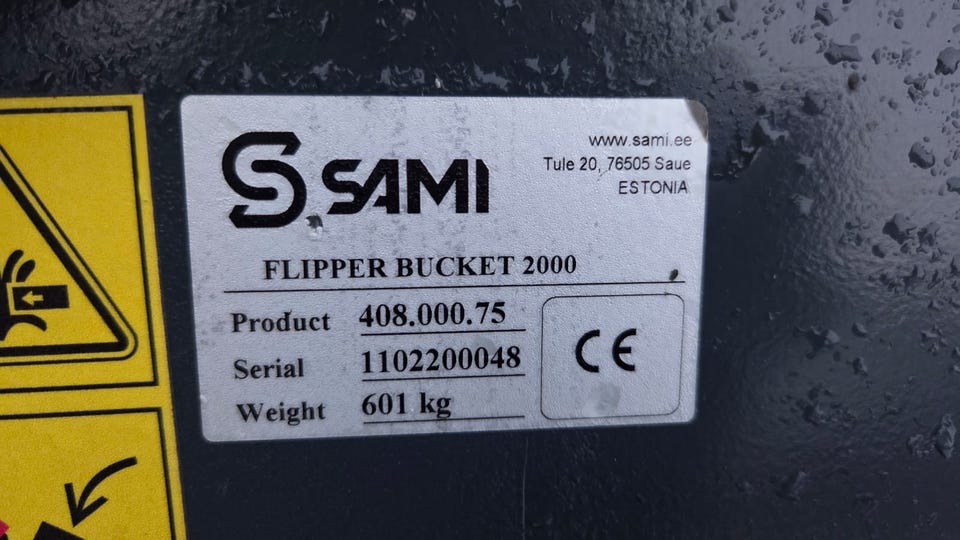 SAMI
www.sami.ee
Tule 20, 76505 Saue
ESTONIA
FLIPPER BUCKET 2000
Product 408.000.75
Serial 1102200048
Weight 601 kg
CE